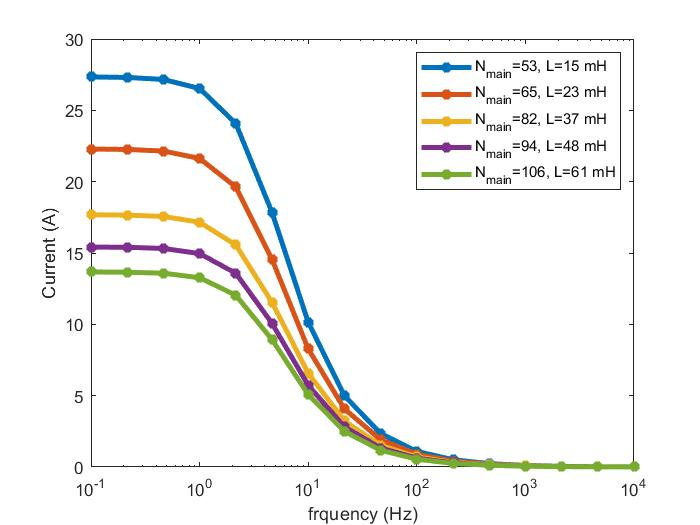 30
25
20
15
10
5
0
Current (A)
N_main=53, L=15 mH
N_main=65, L=23 mH
N_main=82, L=37 mH
N_main=94, L=48 mH
N_main=106, L=61 mH
10^-1 10^0 10^1 10^2 10^3 10^4
frquency (Hz)